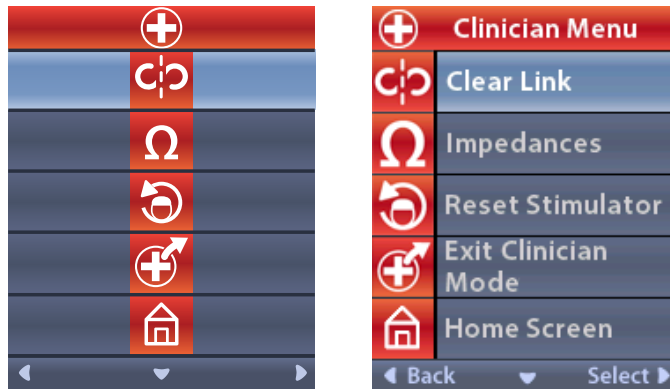 Clinician Menu
Clear Link
Ω
Ω Impedances
Reset Stimulator
Exit Clinician
Mode
Home Screen
Back Select